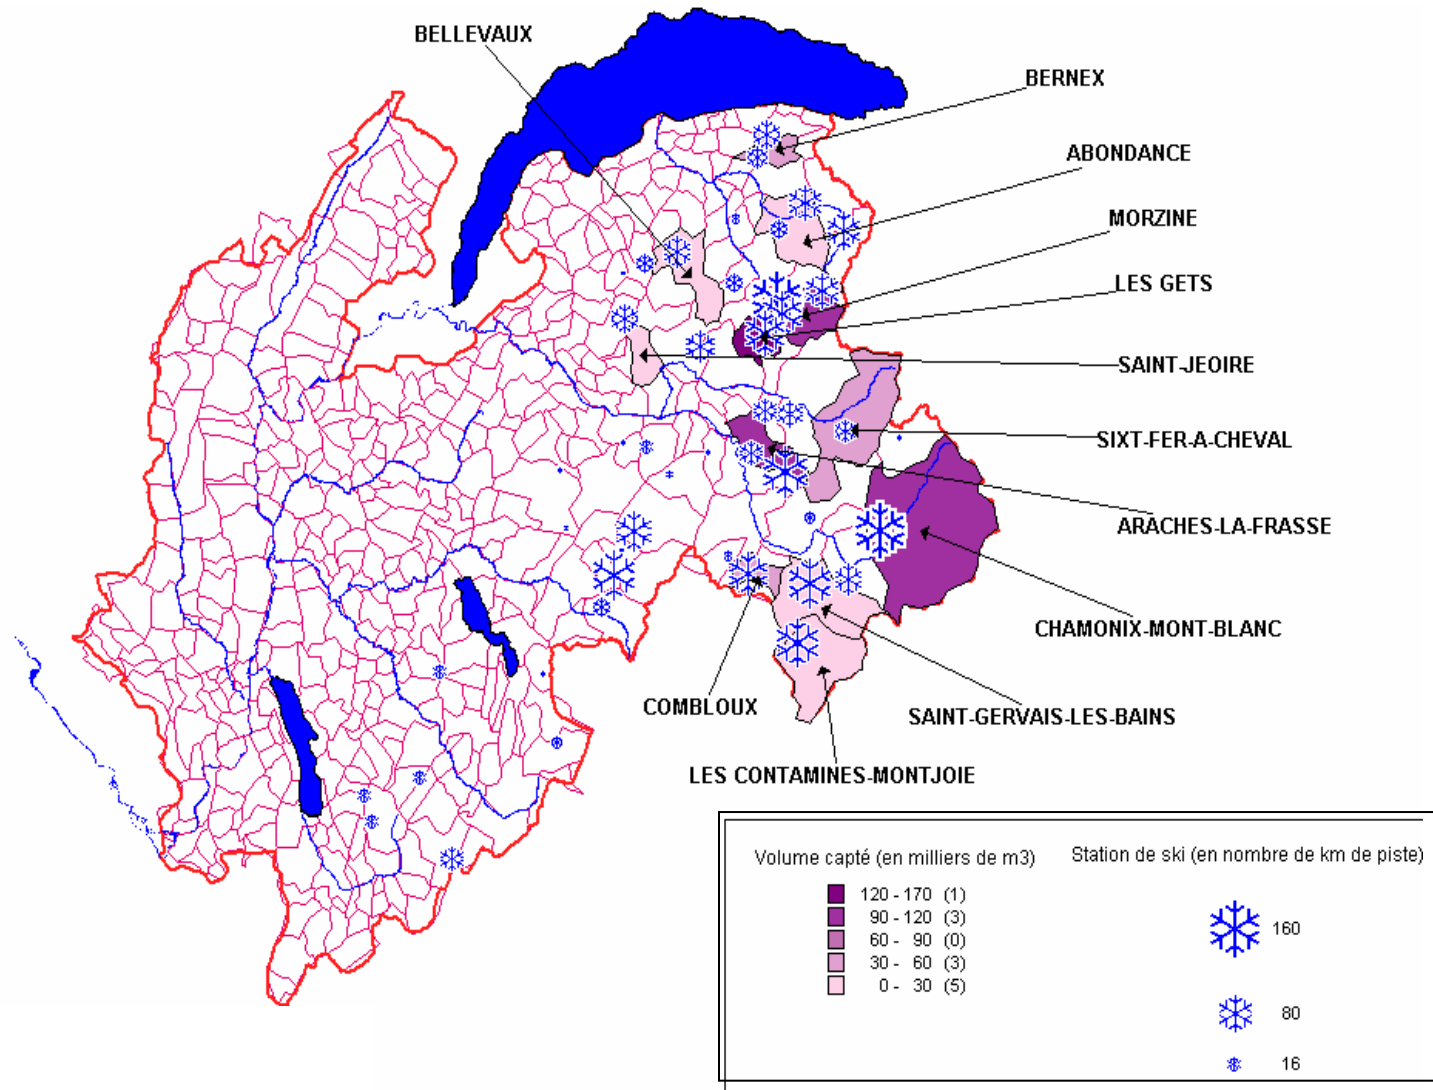 BELLEVAUX
BERNEX
ABONDANCE
MORZINE
LES GETS
SAINT-JEOIRE
SIXT-FER-A-CHEVAL
ARACHES-LA-FRASSE
CHAMONIX-MONT-BLANC
COMBLOUX
SAINT-GERVAIS-LES-BAINS
LES CONTAMINES-MONTJOIE
Volume capté (en milliers de m3)
120 - 170 (1)
90 - 120 (3)
60 - 90 (0)
30 - 60 (3)
0 - 30 (5)
Station de ski (en nombre de km de piste)
160
80
16